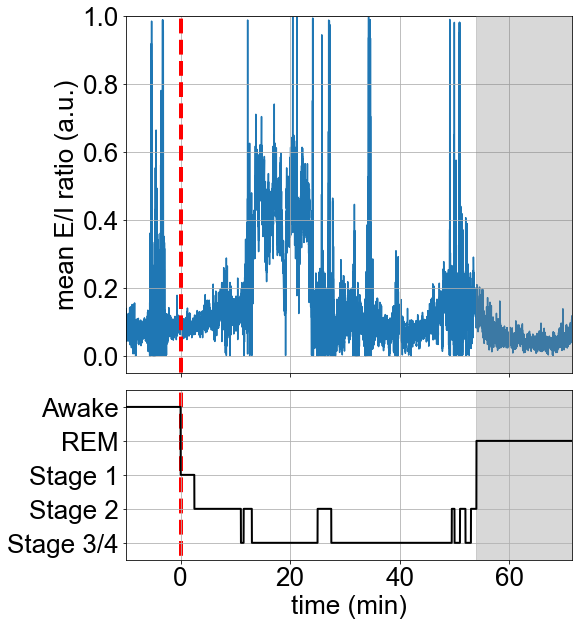 mean E/I ratio (a.u.)
1.0
0.8
0.6
0.4
0.2
0.0
Awake
REM
Stage 1
Stage 2
Stage 3/4
0 20 40 60
time (min)